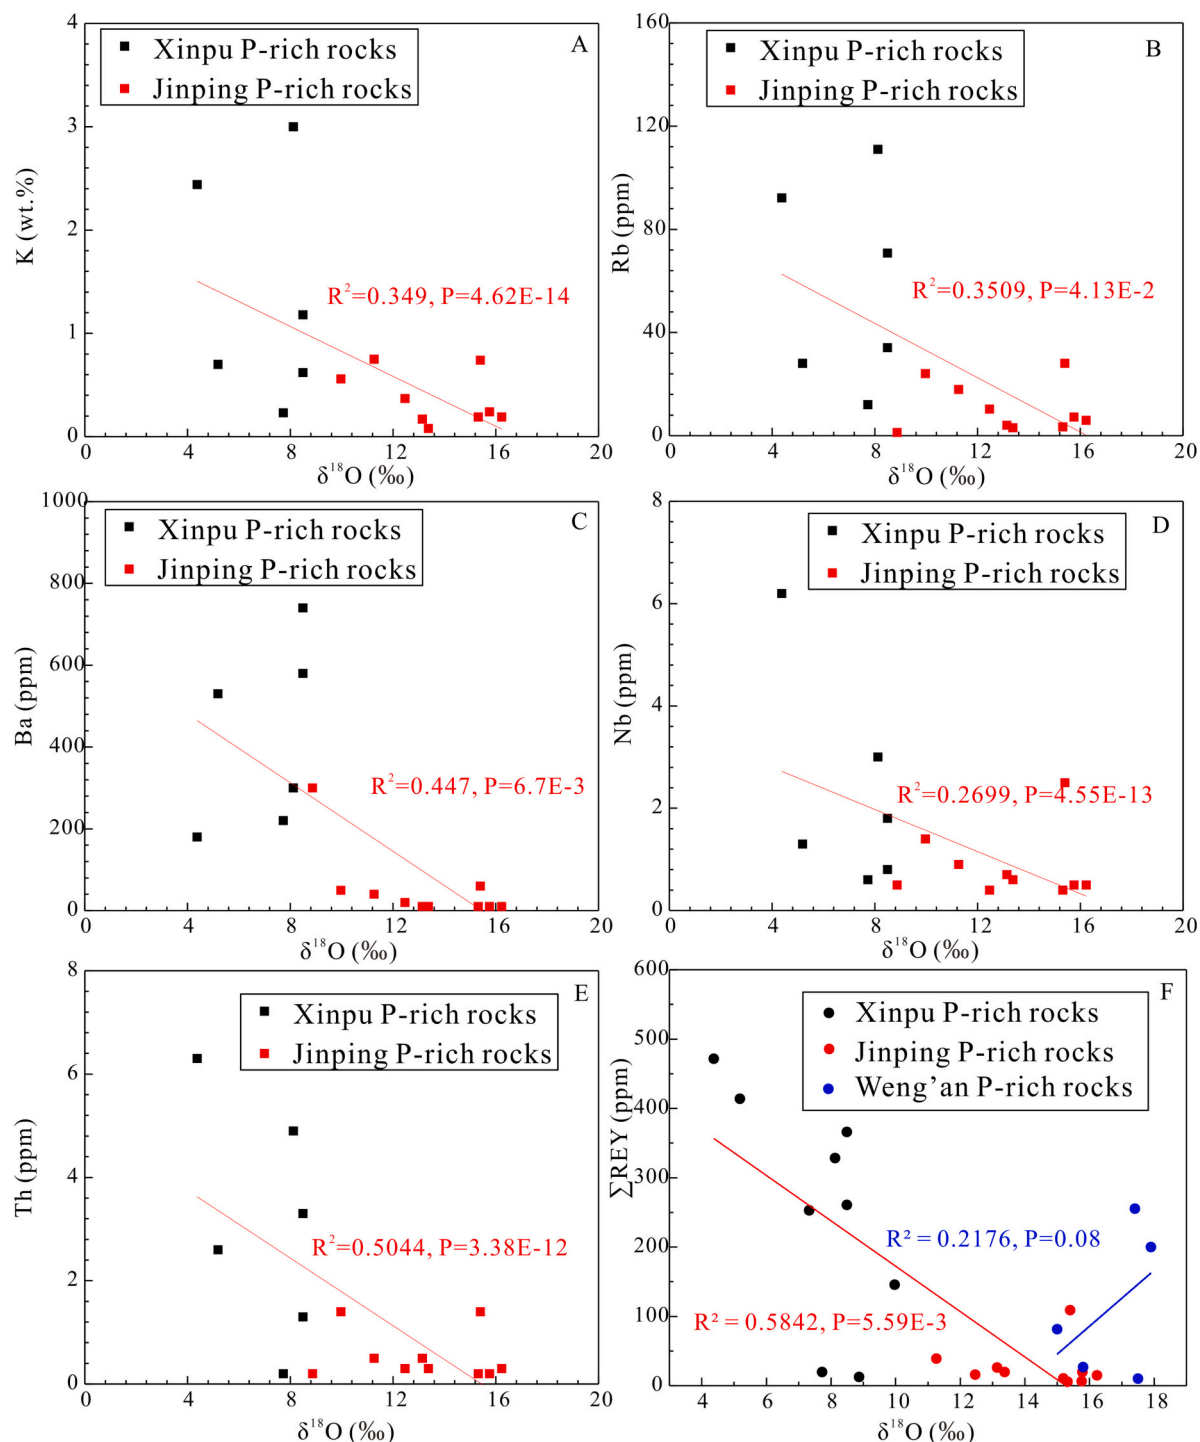 A
Xinpu P-rich rocks
Jinping P-rich rocks
K (wt.%)
4
3
2
1
0
R²=0.349, P=4.62E-14
0 4 8 12 16 20
δ¹⁸O (‰)
B
Xinpu P-rich rocks
Jinping P-rich rocks
Rb (ppm)
160
120
80
40
0
R²=0.3509, P=4.13E-2
0 4 8 12 16 20
δ¹⁸O (‰)
C
Xinpu P-rich rocks
Jinping P-rich rocks
Ba (ppm)
1000
800
600
400
200
0
R²=0.447, P=6.7E-3
0 4 8 12 16 20
δ¹⁸O (‰)
D
Xinpu P-rich rocks
Jinping P-rich rocks
Nb (ppm)
8
6
4
2
0
R²=0.2699, P=4.55E-13
0 4 8 12 16 20
δ¹⁸O (‰)
E
Xinpu P-rich rocks
Jinping P-rich rocks
Th (ppm)
8
6
4
2
0
R²=0.5044, P=3.38E-12
0 4 8 12 16 20
δ¹⁸O (‰)
F
Xinpu P-rich rocks
Jinping P-rich rocks
Weng’an P-rich rocks
∑REY (ppm)
600
500
400
300
200
100
0
R² = 0.2176, P=0.08
R² = 0.5842, P=5.59E-3
4 6 8 10 12 14 16 18
δ¹⁸O (‰)